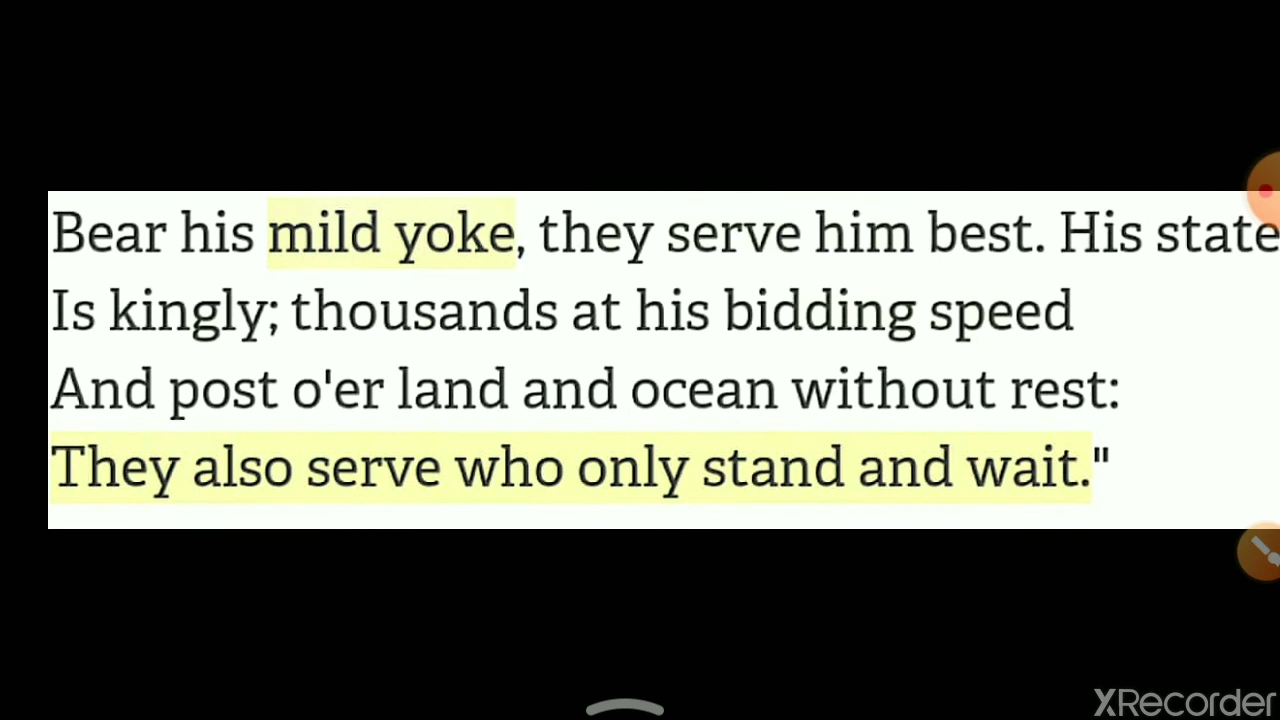 Bear his mild yoke, they serve him best. His state
Is kingly; thousands at his bidding speed
And post o'er land and ocean without rest:
They also serve who only stand and wait."
XRecorder